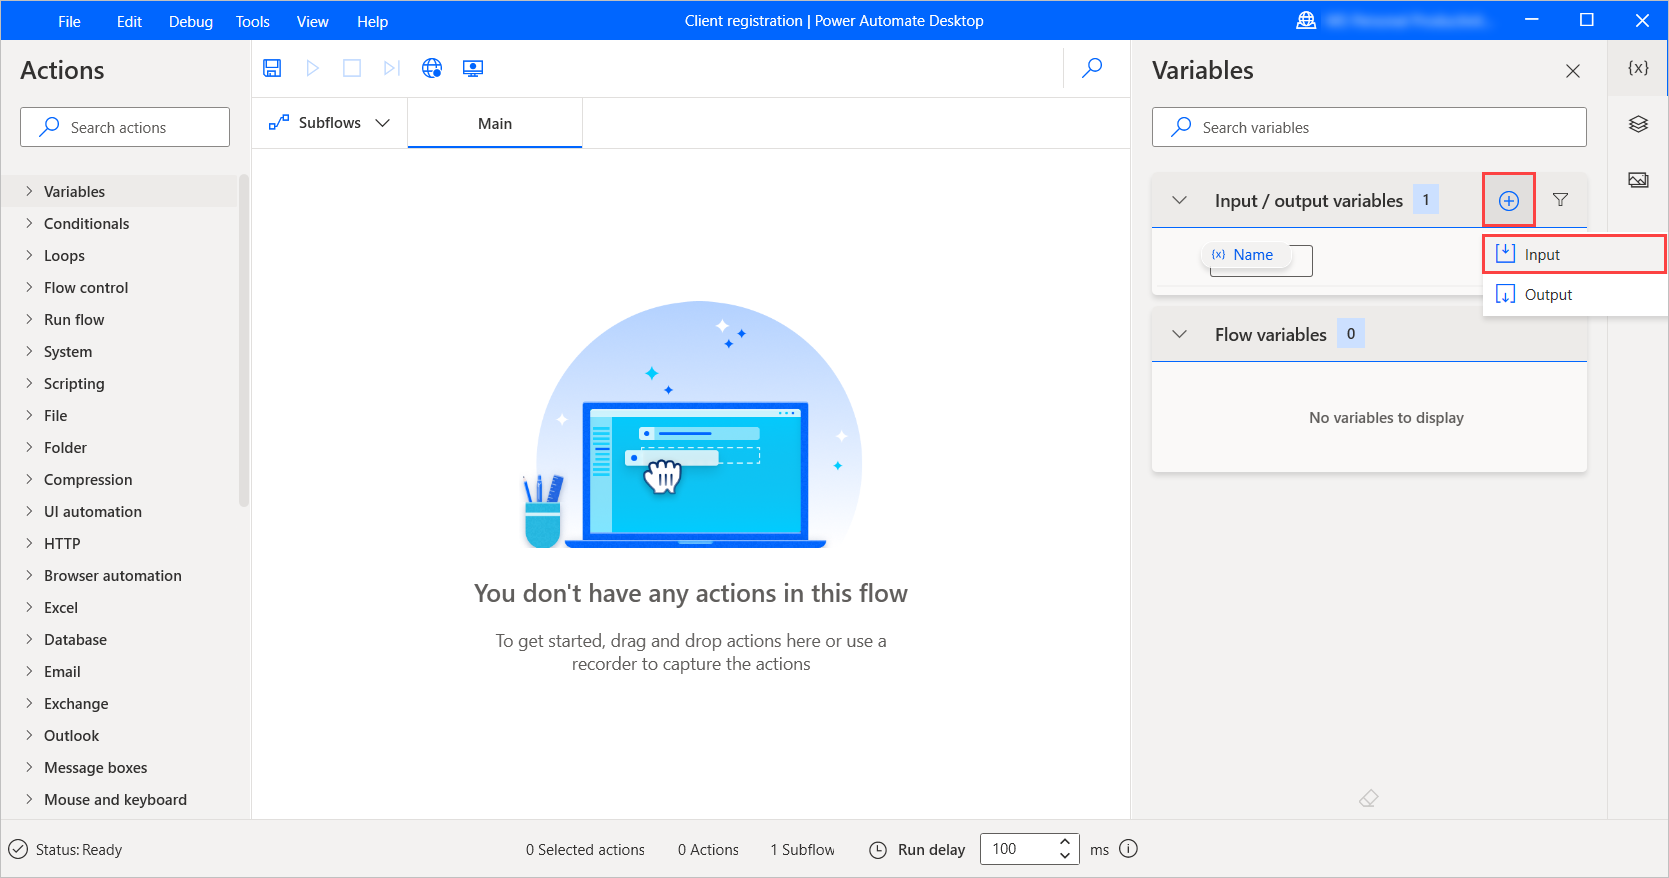 File Edit Debug Tools View Help
Client registration | Power Automate Desktop
Actions
Search actions
Variables
Conditionals
Loops
Flow control
Run flow
System
Scripting
File
Folder
Compression
UI automation
HTTP
Browser automation
Excel
Database
Email
Exchange
Outlook
Message boxes
Mouse and keyboard
Subflows
Main
You don't have any actions in this flow
To get started, drag and drop actions here or use a
recorder to capture the actions
Variables
{x}
Search variables
Input / output variables 1
{x} Name
Input
Output
Flow variables 0
No variables to display
Status: Ready
0 Selected actions
0 Actions
1 Subflow
Run delay 100 ms